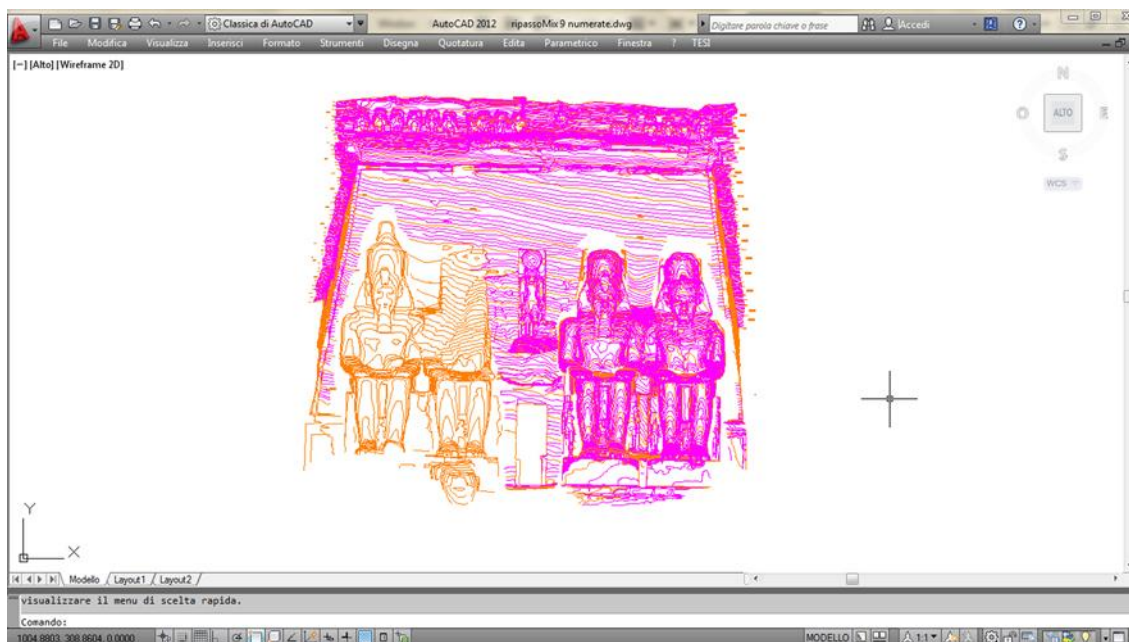 Classica di AutoCAD
AutoCAD 2012 ripassoMix9 numerate.dwg
Digitare parola chiave o frase
Accedi
File Modifica Visualizza Inserisci Formato Strumenti Disegna Quotatura Edita Parametrico Finestra ? TESI
[−] [Alto] [Wireframe 2D]
N
O ALTO E
S
WCS
Y
X
Modello Layout1 Layout2
visualizzare il menu di scelta rapida.
Comando:
1004.8803, 308.8604, 0.0000 MODELLO 1:1